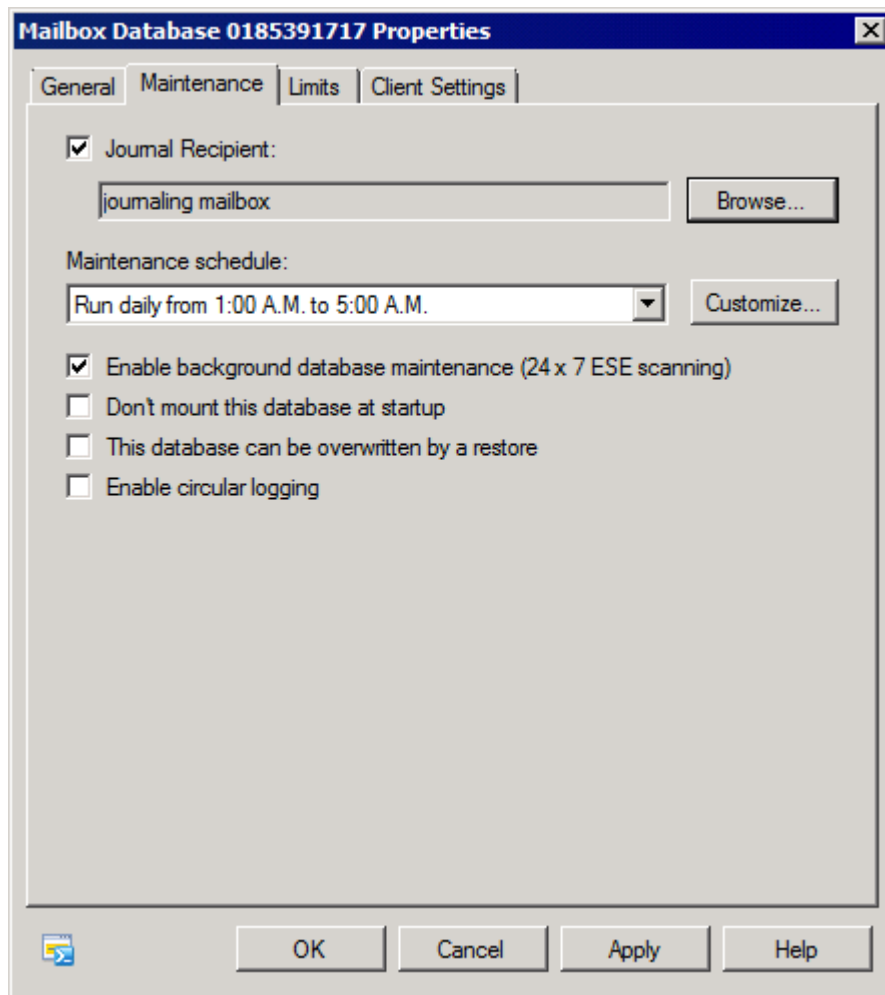 Mailbox Database 0185391717 Properties
General Maintenance Limits Client Settings
Journal Recipient:
journaling mailbox Browse...
Maintenance schedule:
Run daily from 1:00 A.M. to 5:00 A.M. Customize...
Enable background database maintenance (24 x 7 ESE scanning)
Don't mount this database at startup
This database can be overwritten by a restore
Enable circular logging
OK Cancel Apply Help